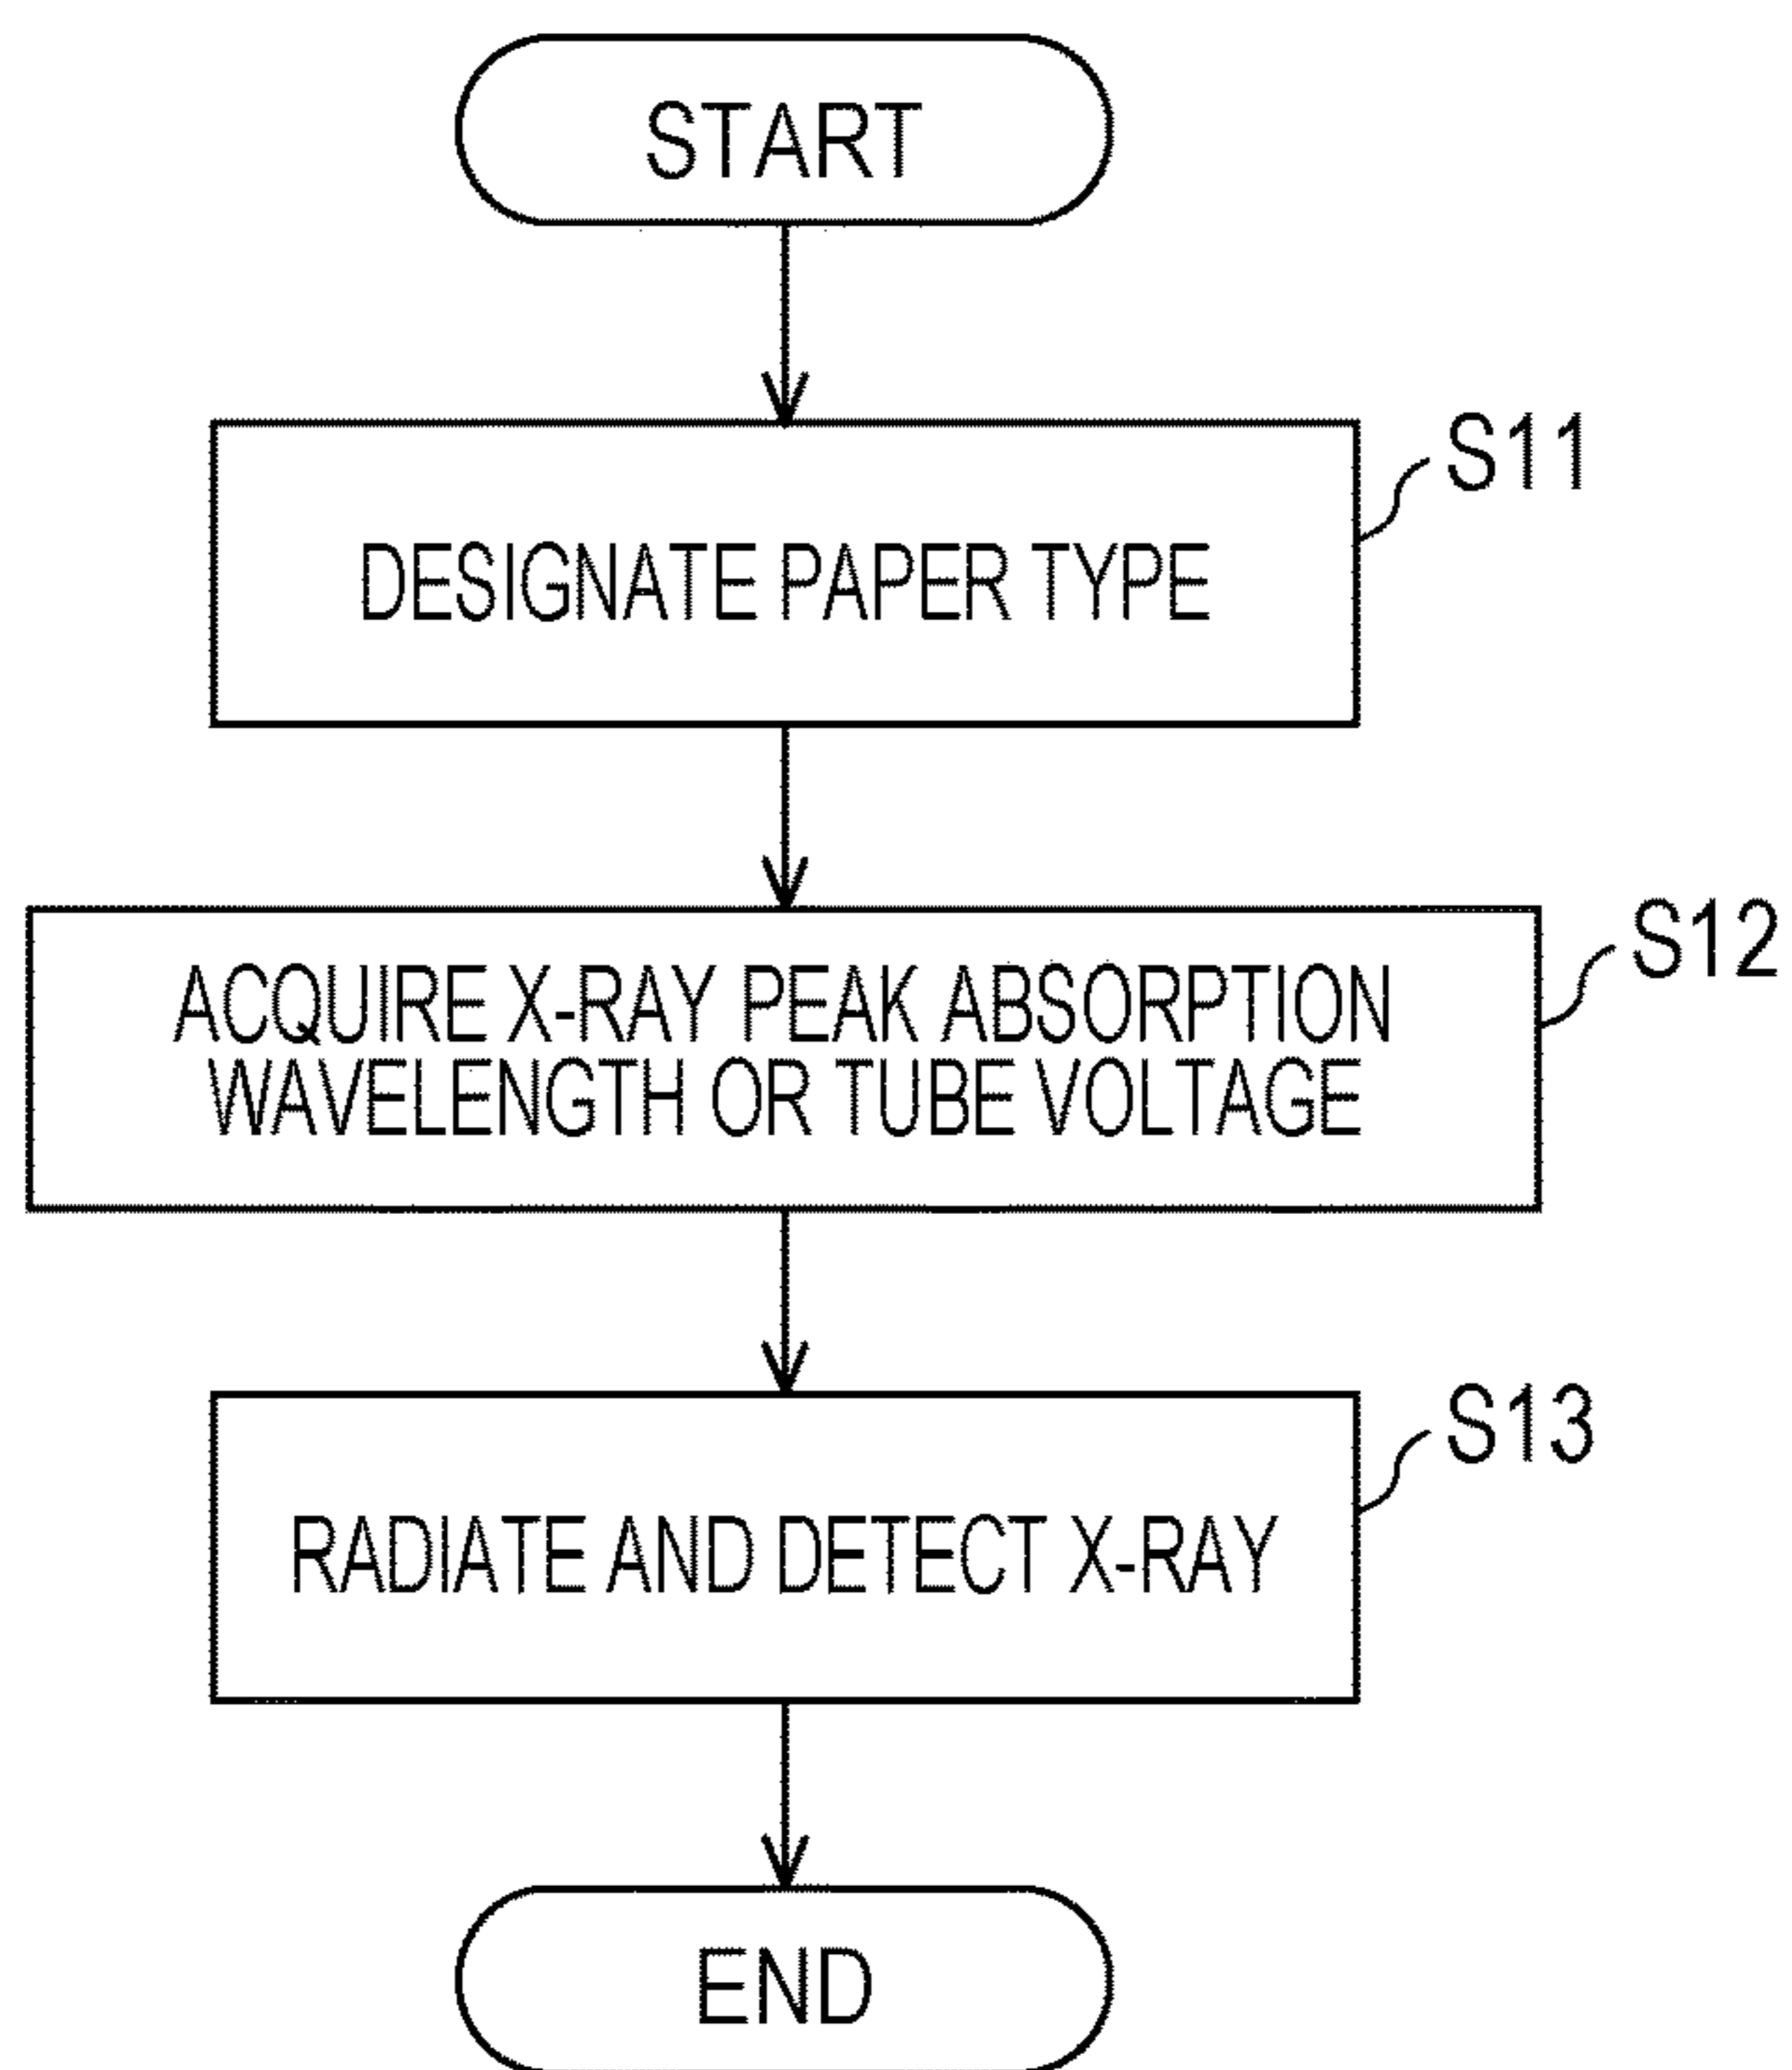 START
S11
DESIGNATE PAPER TYPE
S12
ACQUIRE X-RAY PEAK ABSORPTION
WAVELENGTH OR TUBE VOLTAGE
S13
RADIATE AND DETECT X-RAY
END